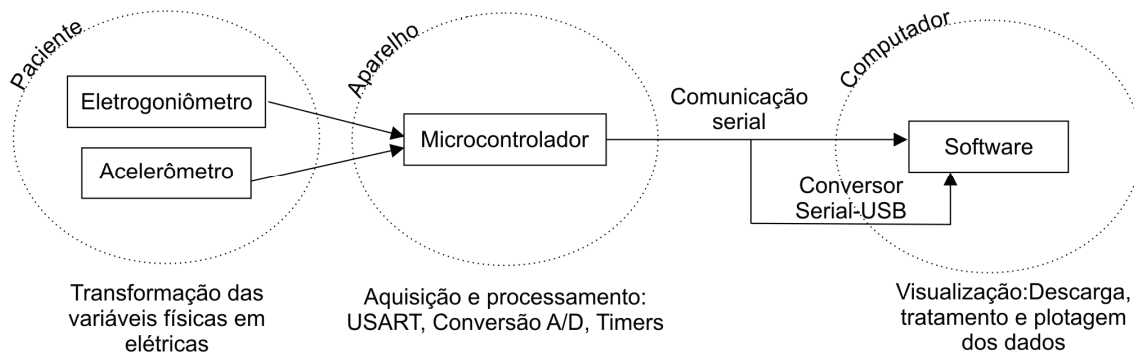 Paciente
Eletrogoniômetro
Acelerômetro
Transformação das
variáveis físicas em
elétricas
Aparelho
Microcontrolador
Aquisição e processamento:
USART, Conversão A/D, Timers
Comunicação
serial
Conversor
Serial-USB
Computador
Software
Visualização:Descarga,
tratamento e plotagem
dos dados